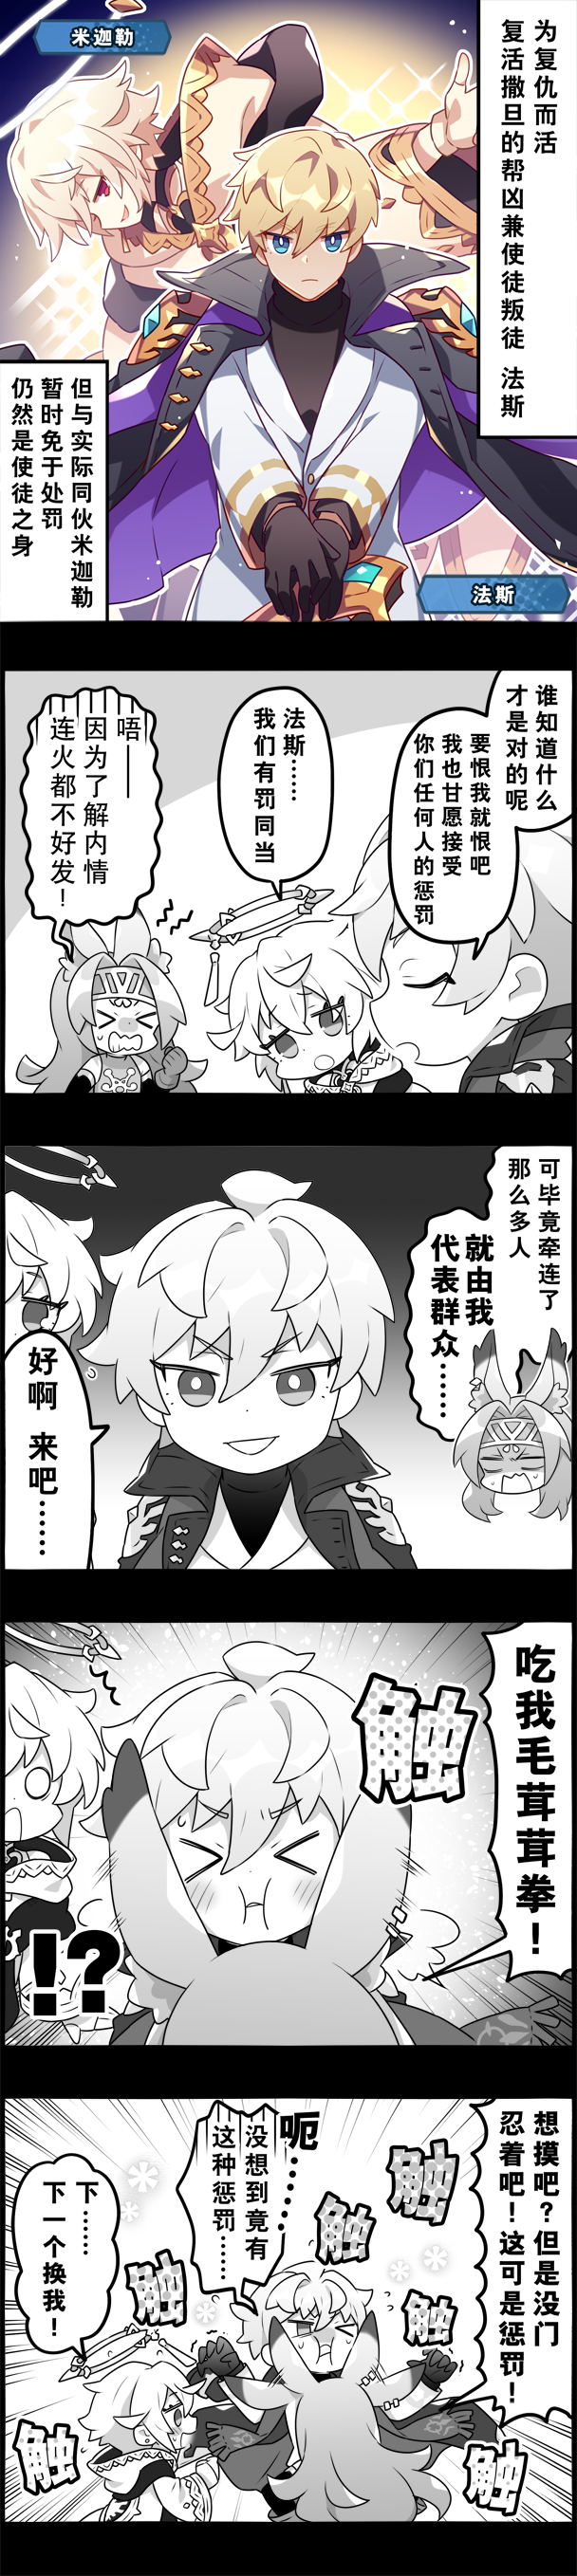 米迦勒
为复仇而活
复活撒旦的帮凶兼使徒叛徒 法斯
但与实际同伙米迦勒
暂时免于处罚
仍然是使徒之身
法斯
谁知道什么
才是对的呢
要恨我就恨吧
我也甘愿接受
你们任何人的惩罚
法斯……
我们有罚同当
唔——
因为了解内情
连火都不好发！
可毕竟牵连了
那么多人
就由我
代表群众……
好啊 来吧……
吃我毛茸茸拳！
触
!?
想摸吧？但是没门
忍着吧！这可是惩罚！
触
呃……
没想到竟有
这种惩罚……
触
触
触
下……
下一个换我！
触
触